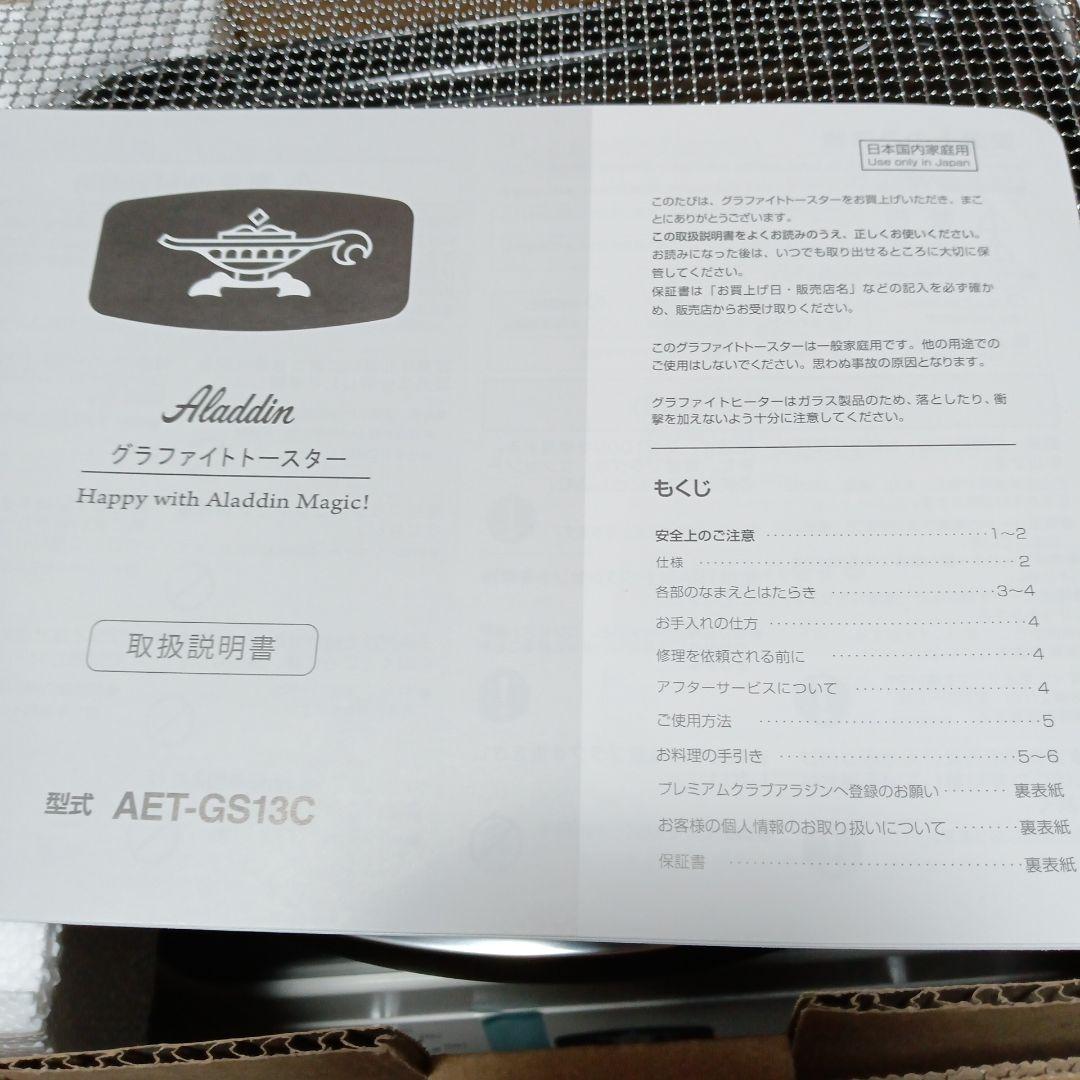 Aladdin
グラファイトトースター
Happy with Aladdin Magic!
取扱説明書
型式 AET-GS13C
日本国内家庭用
Use only in Japan
このたびは、グラファイトトースターをお買上げいただき、まこ
とにありがとうございます。
この取扱説明書をよくお読みのうえ、正しくお使いください。
お読みになった後は、いつでも取り出せるところに大切に保
管してください。
保証書は「お買上げ日・販売店名」などの記入を必ず確か
め、販売店からお受け取りください。
このグラファイトトースターは一般家庭用です。他の用途での
ご使用はしないでください。思わぬ事故の原因となります。
グラファイトヒーターはガラス製品のため、落としたり、衝
撃を加えないよう十分に注意してください。
もくじ
安全上のご注意 ····························1〜2
仕様 ········································2
各部のなまえとはたらき ·····················3〜4
お手入れの仕方 ·································4
修理を依頼される前に ·························4
アフターサービスについて ·······················4
ご使用方法 ···································5
お料理の手引き ······························5〜6
プレミアムクラブアラジンへ登録のお願い ········ 裏表紙
お客様の個人情報のお取り扱いについて ········裏表紙
保証書 ·····································裏表紙